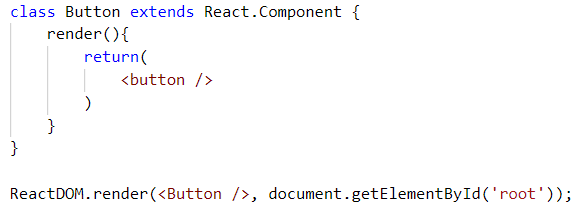 class Button extends React.Component {
    render(){
        return(
            <button />
        )
    }
}
ReactDOM.render(<Button />, document.getElementById('root'));